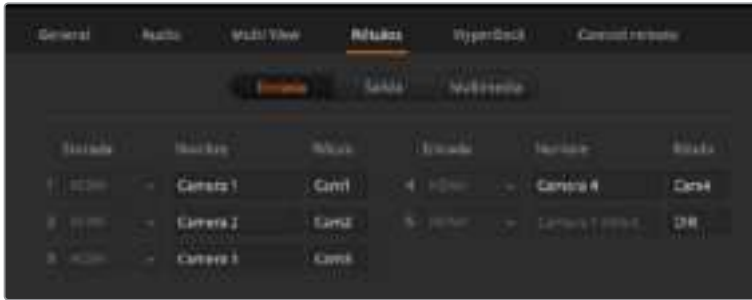 General Audio Multi View Rótulos HyperDeck Control remoto
Entrada Salida Multimedia
Entrada Nombre Rótulo Entrada Nombre Rótulo
1 HDMI Camera 1 Cam1 4 HDMI Camera 4 Cam4
2 HDMI Camera 2 Cam2 5 HDMI
3 HDMI Camera 3 Cam3